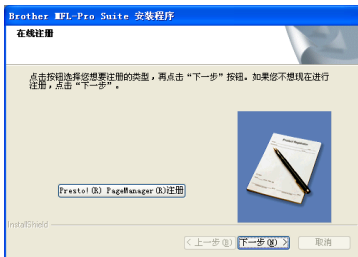 Brother MFL-Pro Suite 安装程序
在线注册
点击按钮选择您想要注册的类型，再点击“下一步”按钮。如果您不想现在进行
注册，点击“下一步”。
Presto!(R) PageManager(R)注册
InstallShield
< 上一步(B) 下一步(N) > 取消